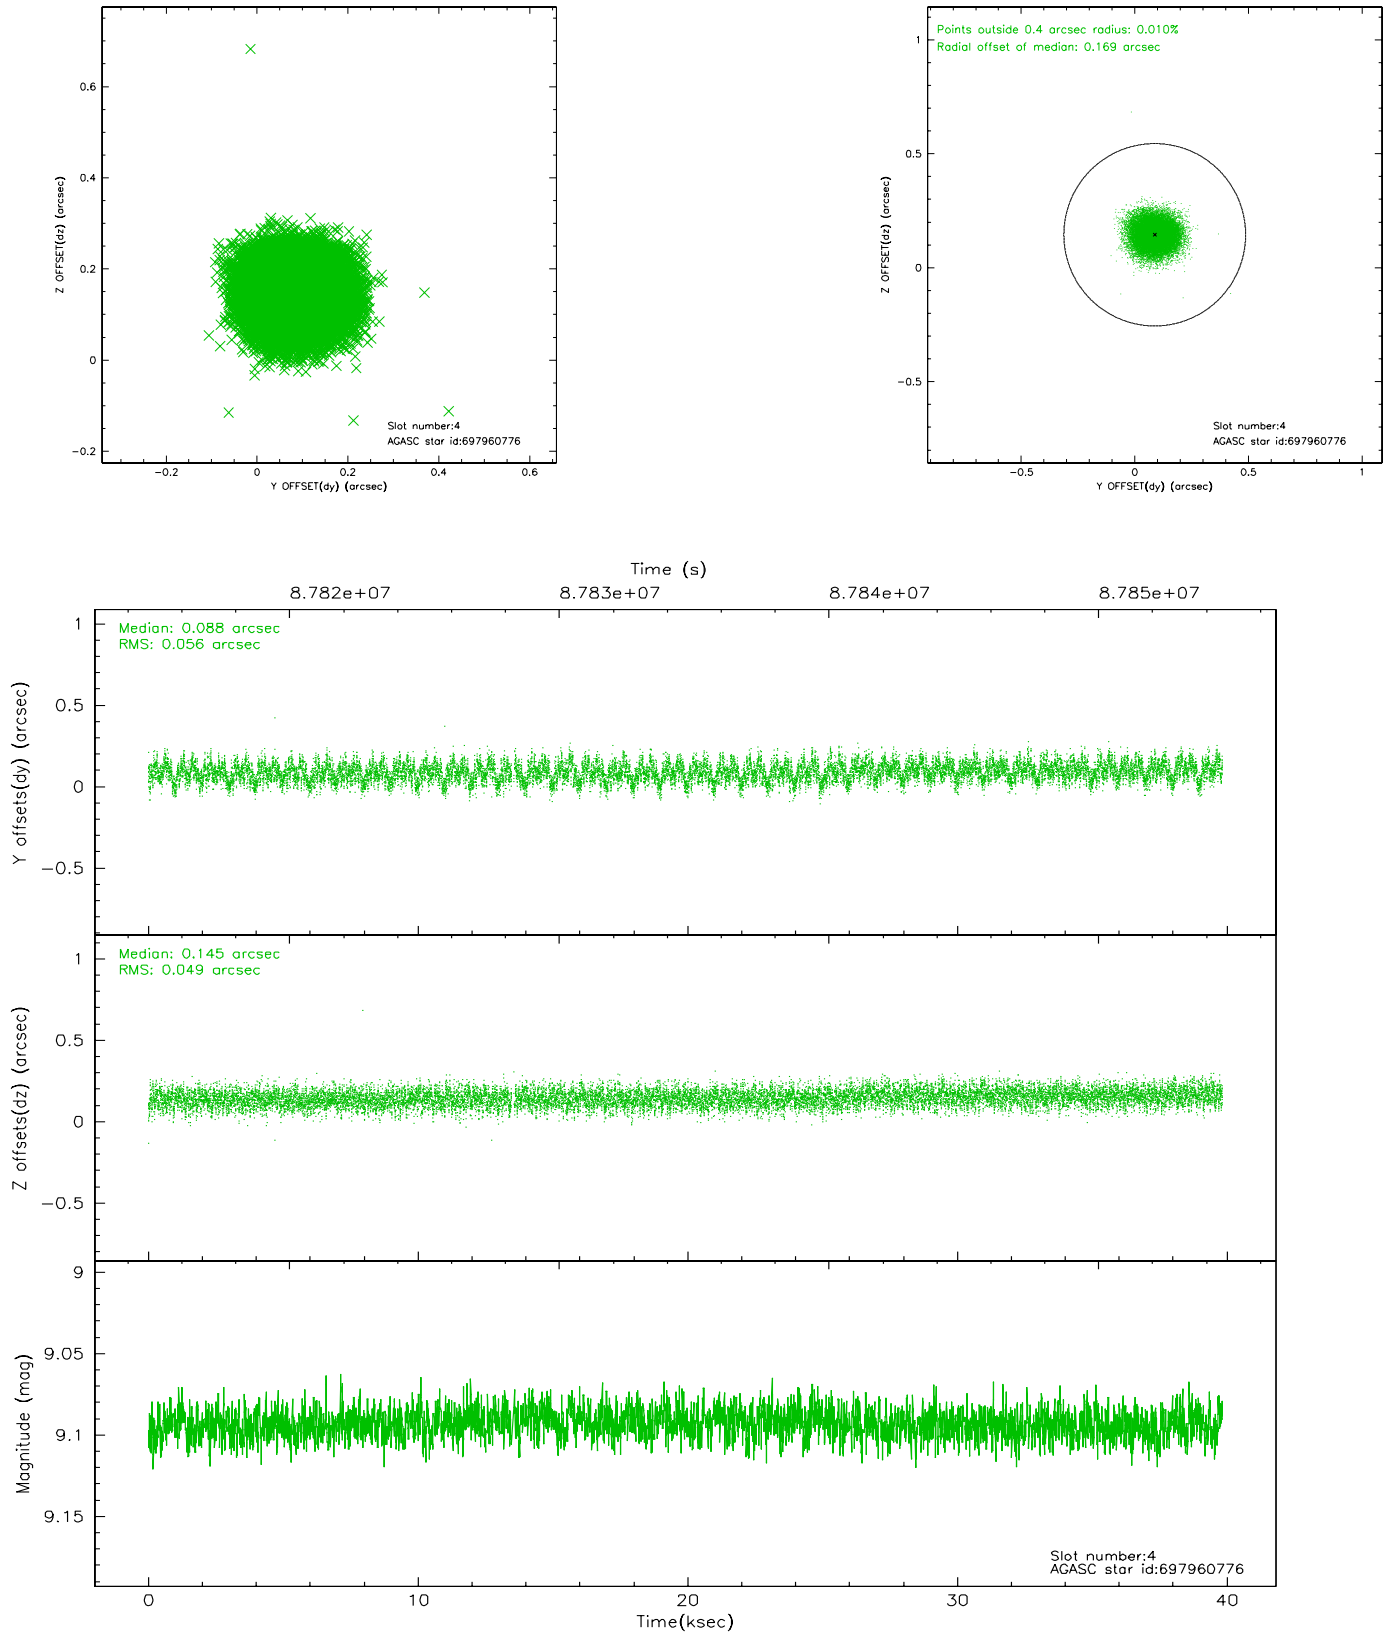 0.6
0.4
0.2
0
-0.2
Z OFFSET(dz) (arcsec)
Slot number:4
AGASC star id:697960776
-0.2 0 0.2 0.4 0.6
Y OFFSET(dy) (arcsec)
Points outside 0.4 arcsec radius: 0.010%
Radial offset of median: 0.169 arcsec
1
0.5
0
-0.5
Z OFFSET(dz) (arcsec)
Slot number:4
AGASC star id:697960776
-0.5 0 0.5 1
Y OFFSET(dy) (arcsec)
Time (s)
8.782e+07 8.783e+07 8.784e+07 8.785e+07
Median: 0.088 arcsec
RMS: 0.056 arcsec
1
0.5
0
-0.5
Y offsets(dy) (arcsec)
Median: 0.145 arcsec
RMS: 0.049 arcsec
1
0.5
0
-0.5
Z offsets(dz) (arcsec)
9
9.05
9.1
9.15
Magnitude (mag)
Slot number:4
AGASC star id:697960776
0 10 20 30 40
Time(ksec)